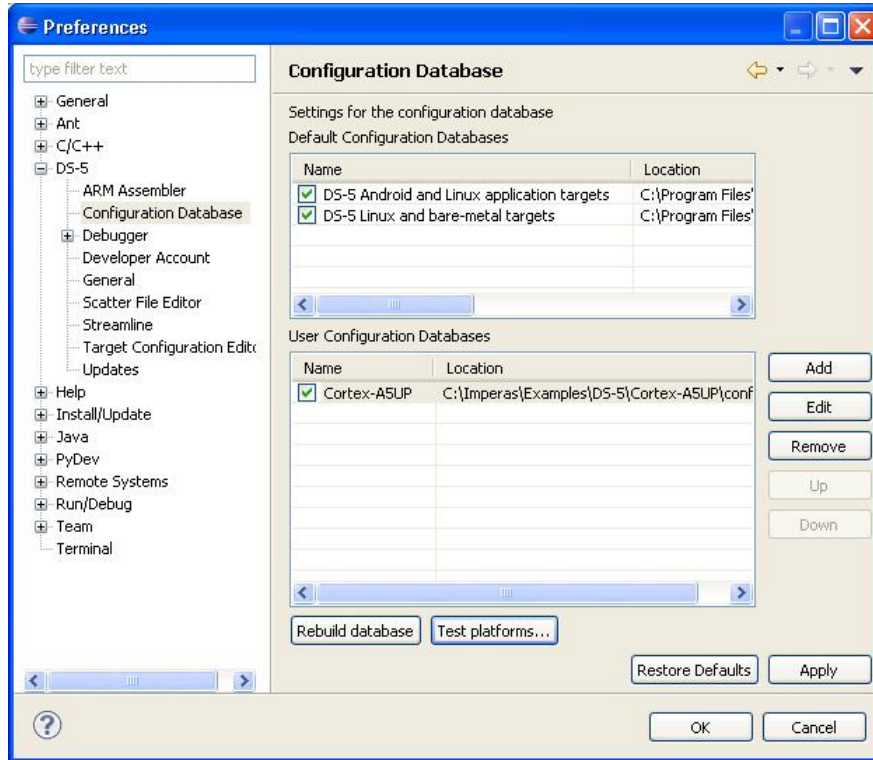 Preferences
type filter text
General
Ant
C/C++
DS-5
ARM Assembler
Configuration Database
Debugger
Developer Account
General
Scatter File Editor
Streamline
Target Configuration Edito
Updates
Help
Install/Update
Java
PyDev
Remote Systems
Run/Debug
Team
Terminal
Configuration Database
Settings for the configuration database
Default Configuration Databases
Name Location
DS-5 Android and Linux application targets C:\Program Files'
DS-5 Linux and bare-metal targets C:\Program Files'
User Configuration Databases
Name Location
Cortex-A5UP C:\Imperas\Examples\DS-5\Cortex-A5UP\conf
Add
Edit
Remove
Up
Down
Rebuild database Test platforms...
Restore Defaults Apply
? OK Cancel